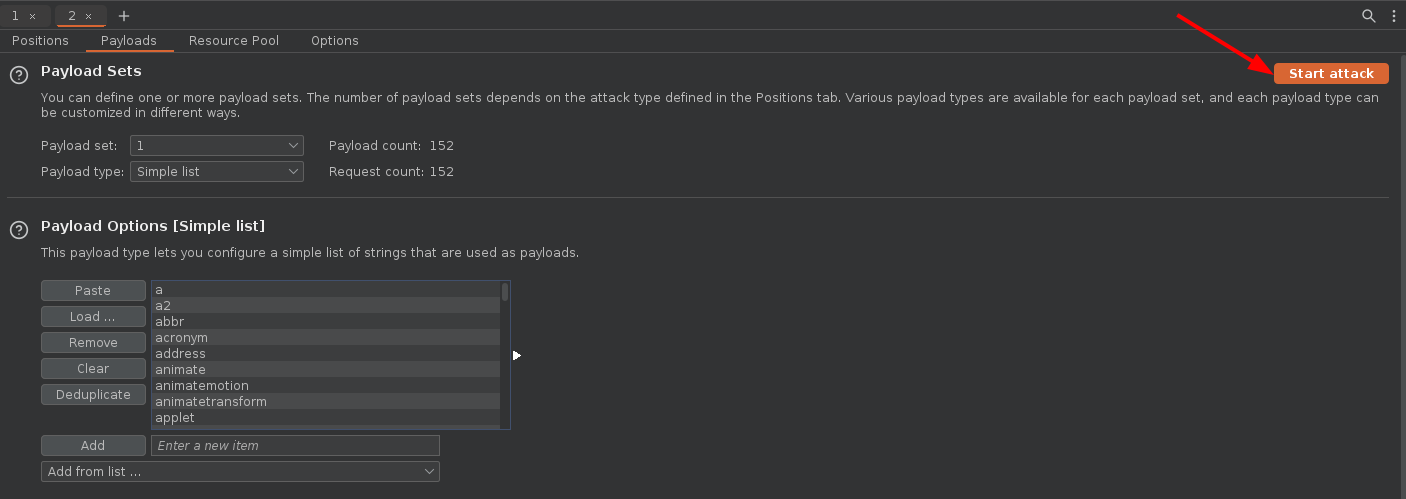 1 × 2 × +
Positions Payloads Resource Pool Options
Payload Sets
Start attack
You can define one or more payload sets. The number of payload sets depends on the attack type defined in the Positions tab. Various payload types are available for each payload set, and each payload type can
be customized in different ways.
Payload set: 1 Payload count: 152
Payload type: Simple list Request count: 152
Payload Options [Simple list]
This payload type lets you configure a simple list of strings that are used as payloads.
Paste
Load ...
Remove
Clear
Deduplicate
a
a2
abbr
acronym
address
animate
animatemotion
animatetransform
applet
Add Enter a new item
Add from list ...